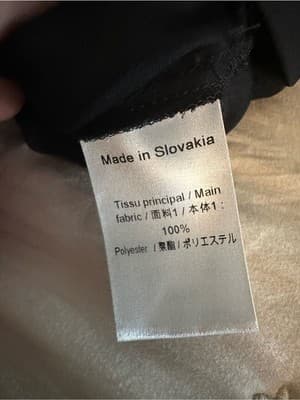 Made in Slovakia
Tissu principal / Main
fabric / 面料1 / 本体1 :
100%
Polyester / 聚酯 / ポリエステル